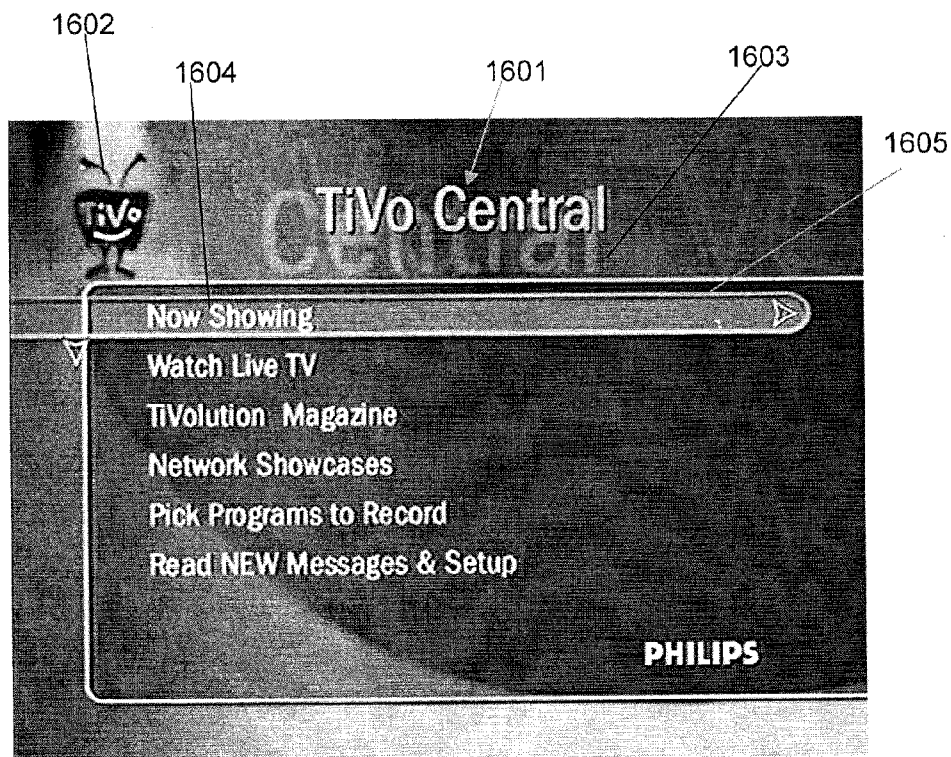 1602
1604
1601
1603
1605
TiVo
TiVo Central
Central
Now Showing
Watch Live TV
TiVolution Magazine
Network Showcases
Pick Programs to Record
Read NEW Messages & Setup
PHILIPS